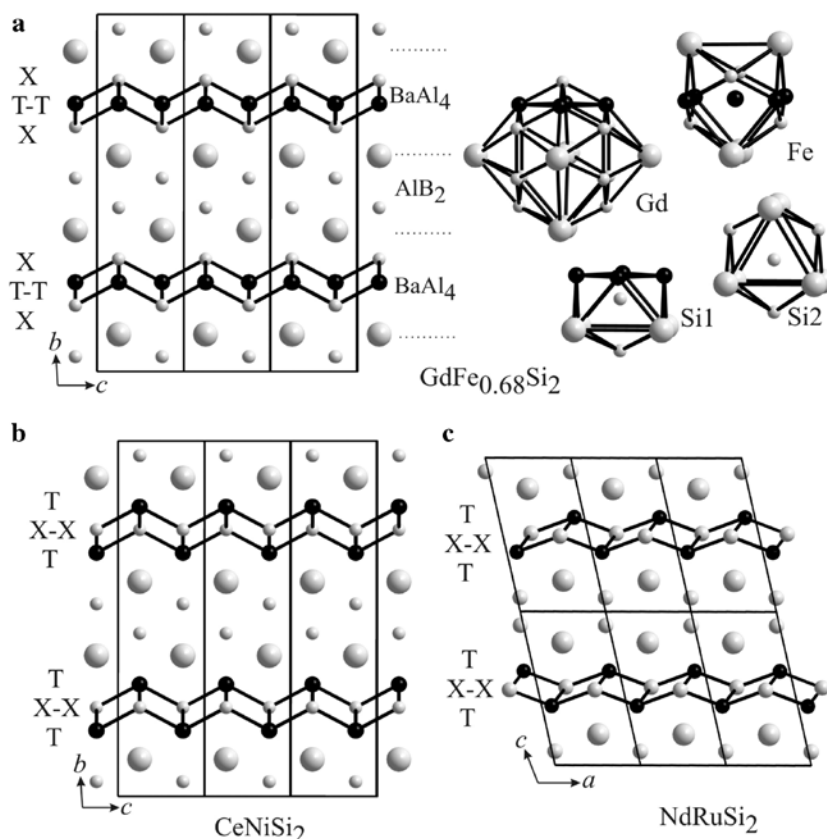 a
X
T-T
X
BaAl4
AlB2
X
T-T
X
BaAl4
b
c
Gd
Fe
Si1
Si2
GdFe0.68Si2
b
T
X-X
T
T
X-X
T
b
c
CeNiSi2
c
T
X-X
T
T
X-X
T
c
a
NdRuSi2